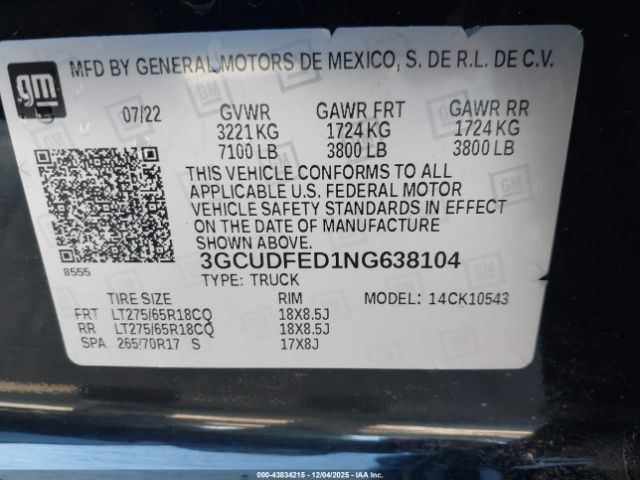 gm
MFD BY GENERAL MOTORS DE MEXICO, S. DE R.L. DE C.V.
07/22 GVWR GAWR FRT GAWR RR
3221 KG 1724 KG 1724 KG
7100 LB 3800 LB 3800 LB
THIS VEHICLE CONFORMS TO ALL
APPLICABLE U.S. FEDERAL MOTOR
VEHICLE SAFETY STANDARDS IN EFFECT
ON THE DATE OF MANUFACTURE
SHOWN ABOVE.
3GCUDFED1NG638104
8555
TYPE: TRUCK
TIRE SIZE RIM MODEL: 14CK10543
FRT LT275/65R18CQ 18X8.5J
RR LT275/65R18CQ 18X8.5J
SPA 265/70R17 S 17X8J
000-43834215 - 12/04/2025 - IAAI.COM